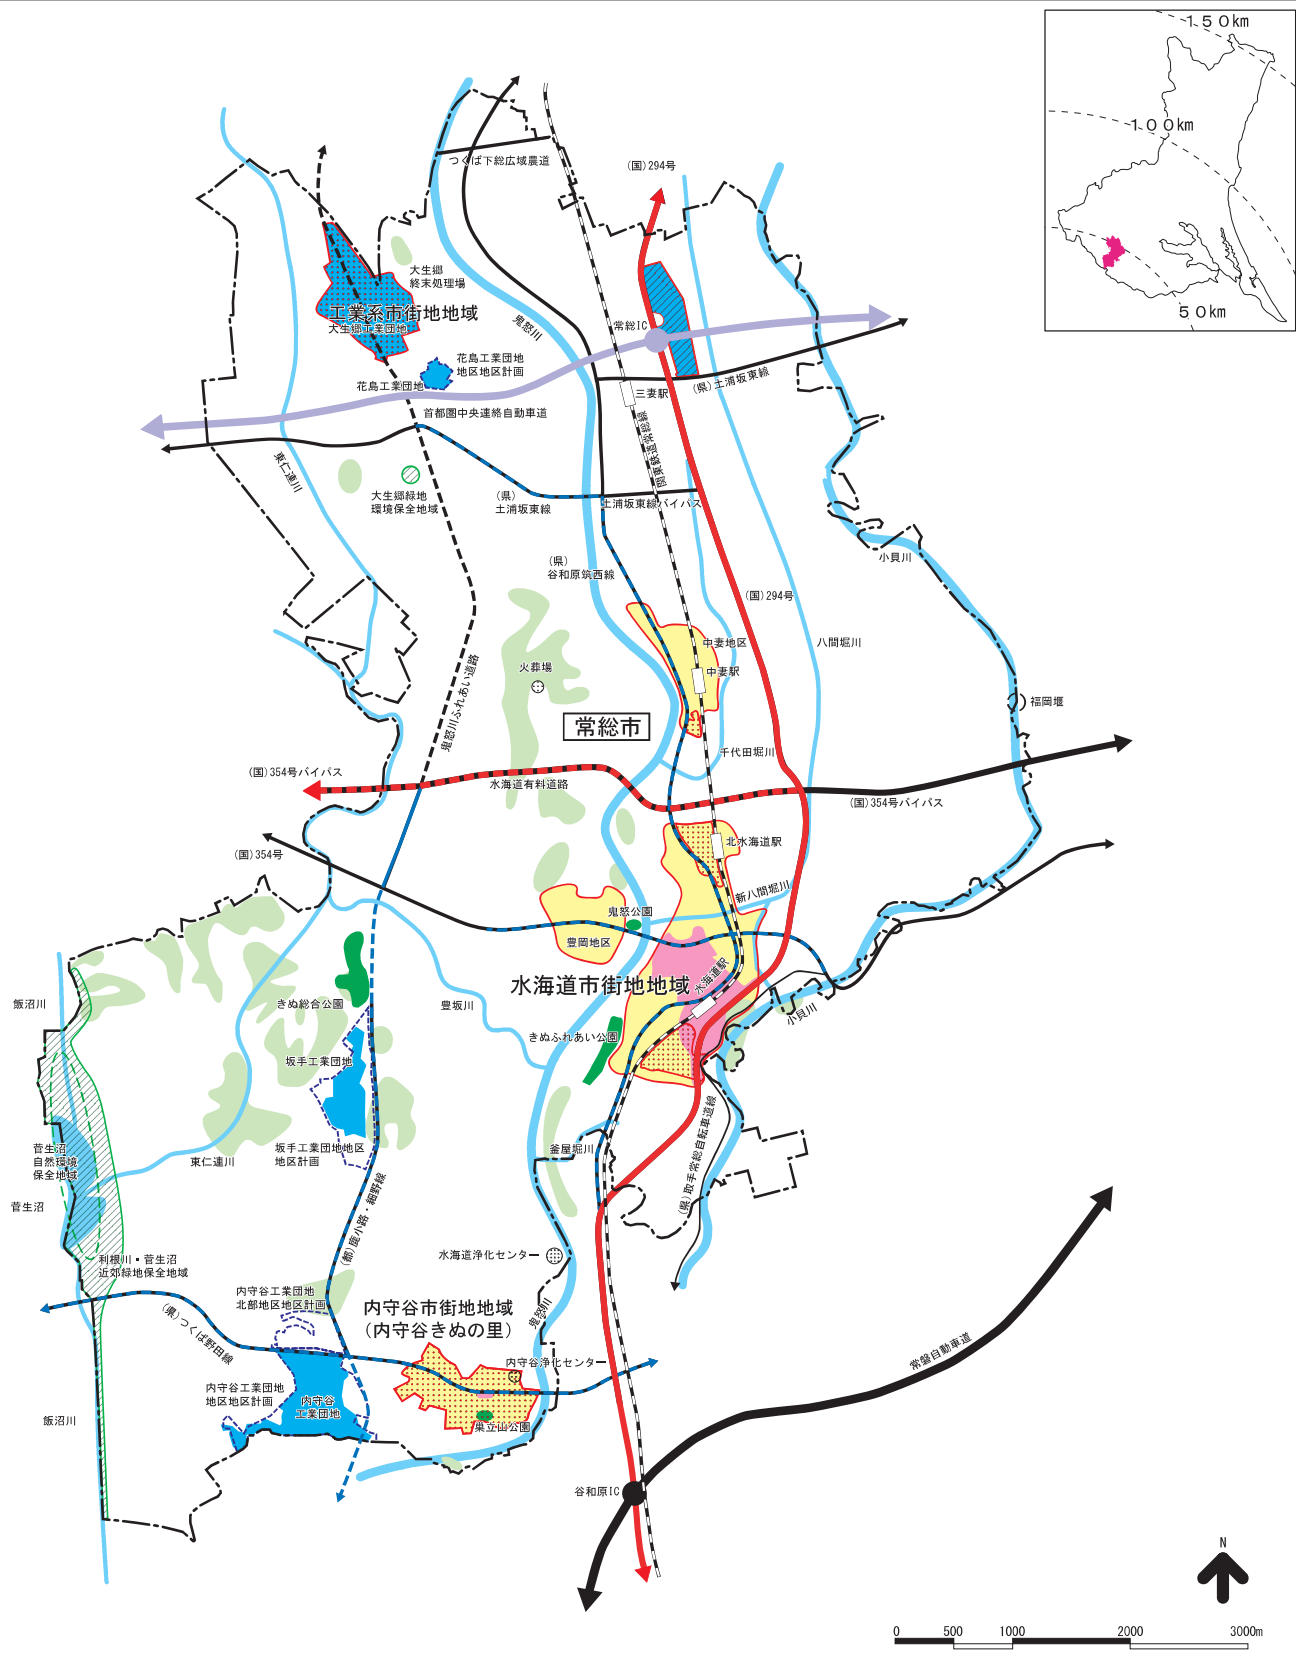 150km
100km
50km
つくば下総広域農道
(国)294号
大生郷
終末処理場
工業系市街地地域
大生郷工業団地
鬼怒川
常総IC
花島工業団地
地区地区計画
花島工業団地
三妻駅
(県)土浦坂東線
首都圏中央連絡自動車道
関東鉄道常総線
東仁連川
大生郷緑地
環境保全地域
(県)
土浦坂東線
土浦坂東線バイパス
小貝川
(県)
谷和原筑西線
(国)294号
中妻地区
八間堀川
火葬場
中妻駅
鬼怒川ふれあい道路
福岡堰
常総市
千代田堀川
(国)354号バイパス
水海道有料道路
(国)354号バイパス
(国)354号
北水海道駅
新八間堀川
鬼怒公園
豊岡地区
水海道市街地地域
水海道駅
飯沼川
きぬ総合公園
豊坂川
小貝川
きぬふれあい公園
坂手工業団地
菅生沼
自然環境
保全地域
東仁連川
坂手工業団地地区
地区計画
釜屋堀川
(県)取手常総自転車道線
菅生沼
(都)鹿小路・細野線
利根川・菅生沼
近郊緑地保全地域
水海道浄化センター
内守谷工業団地
北部地区地区計画
(県)つくば野田線
内守谷市街地地域
(内守谷きぬの里)
鬼怒川
内守谷浄化センター
常磐自動車道
内守谷工業団地
地区地区計画
内守谷
工業団地
飯沼川
巣立山公園
谷和原IC
N
0 500 1000 2000 3000m